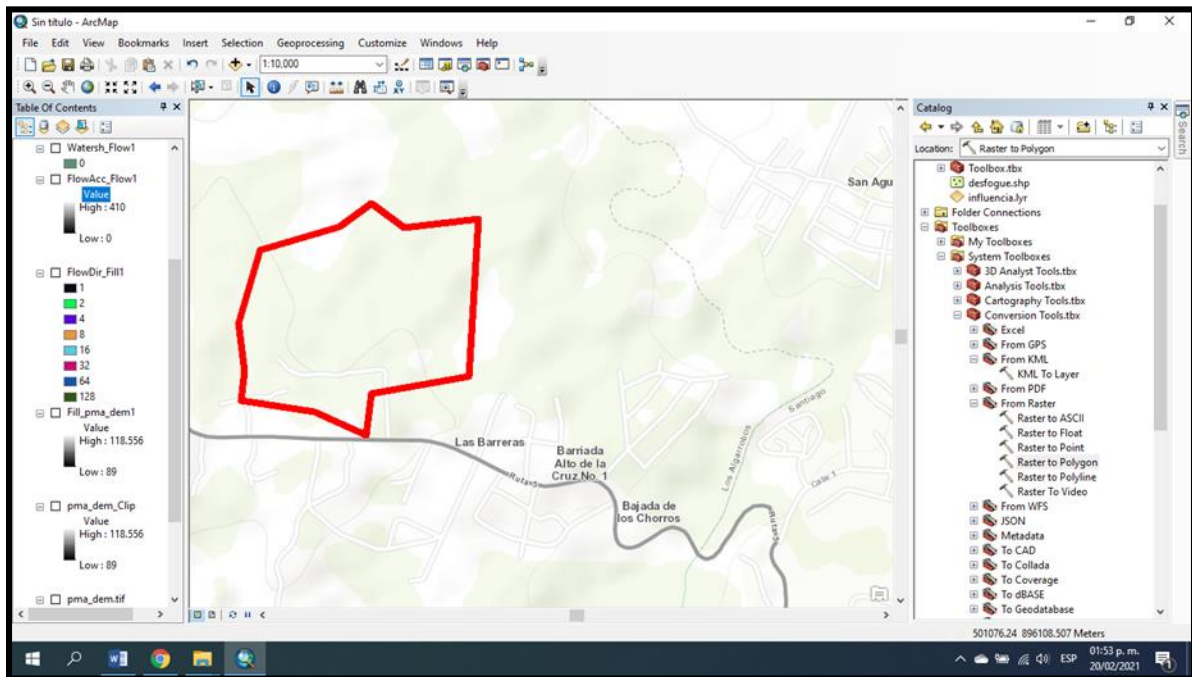 Sin título - ArcMap
File Edit View Bookmarks Insert Selection Geoprocessing Customize Windows Help
1:10,000
Table Of Contents
Watersh_Flow1
0
FlowAcc_Flow1
Value
High : 410
Low : 0
FlowDir_Fill1
1
2
4
8
16
32
64
128
Fill_pma_dem1
Value
High : 118.556
Low : 89
pma_dem_Clip
Value
High : 118.556
Low : 89
pma_dem.tif
San Agu
Las Barreras
Barriada
Alto de la
Cruz No. 1
Bajada de
los Chorros
Santiago
Los Algarrobos
Calle 1
Catalog
Location: Raster to Polygon
Toolbox.tbx
desfogue.shp
influencia.lyr
Folder Connections
Toolboxes
My Toolboxes
System Toolboxes
3D Analyst Tools.tbx
Analysis Tools.tbx
Cartography Tools.tbx
Conversion Tools.tbx
Excel
From GPS
From KML
KML To Layer
From PDF
From Raster
Raster to ASCII
Raster to Float
Raster to Point
Raster to Polygon
Raster to Polyline
Raster To Video
From WFS
JSON
Metadata
To CAD
To Collada
To Coverage
To dBASE
To Geodatabase
Search
501076.24 896108.507 Meters
ESP
01:53 p. m.
20/02/2021